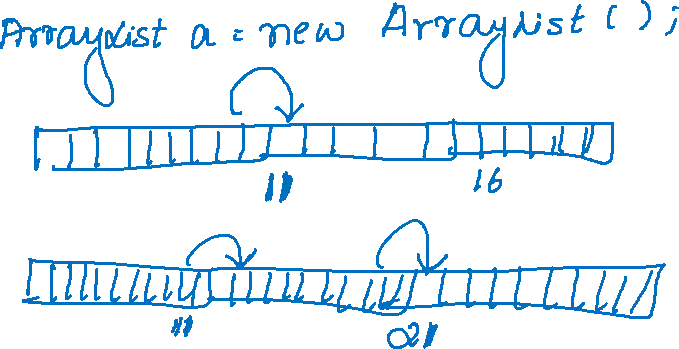 ArrayList a = new ArrayList();
11 16
11 21